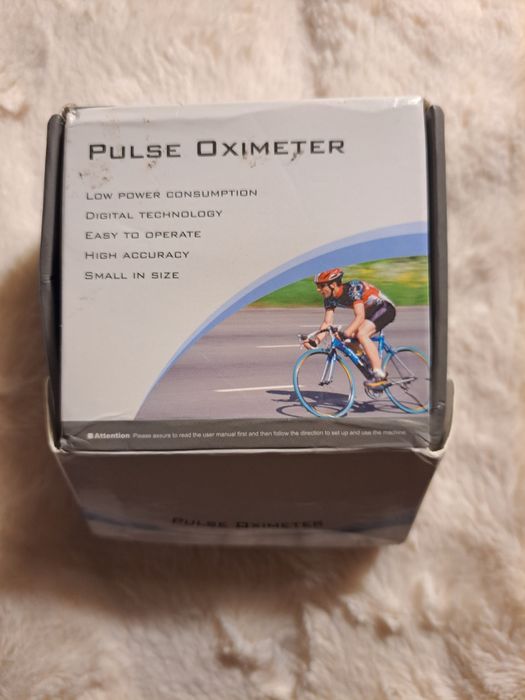 PULSE OXIMETER
LOW POWER CONSUMPTION
DIGITAL TECHNOLOGY
EASY TO OPERATE
HIGH ACCURACY
SMALL IN SIZE
Attention Please assure to read the user manual first and then follow the direction to set up and use the machine.
PULSE OXIMETER